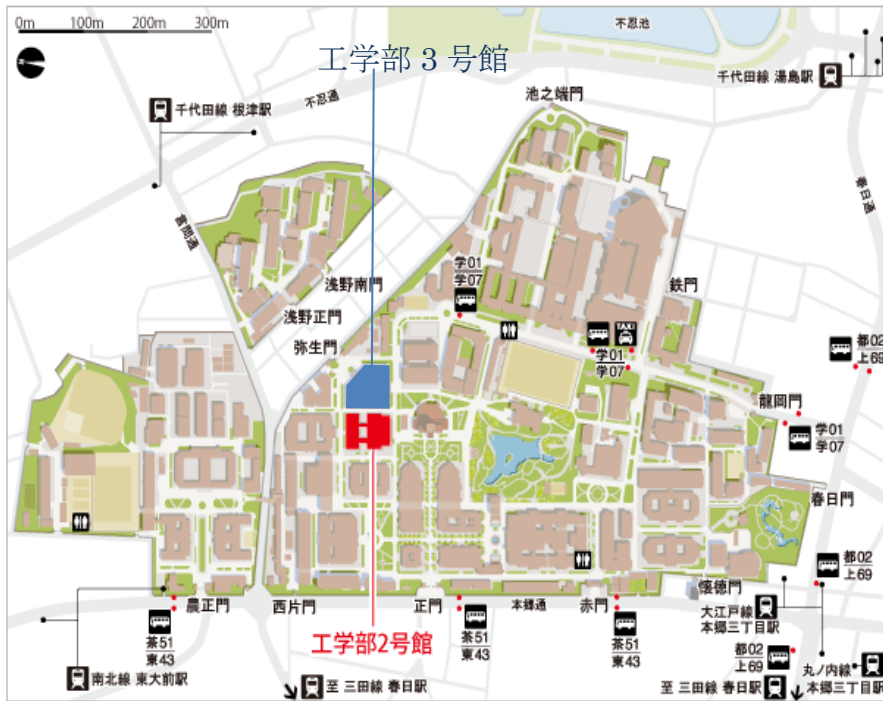 0m 100m 200m 300m
不忍池
工学部 3 号館
千代田線 湯島駅
池之端門
千代田線 根津駅
不忍通
春日通
言問通
学01
学07
浅野南門
鉄門
浅野正門
TAXI
弥生門
学01
学07
都02
上69
龍岡門
学01
学07
春日門
都02
上69
懐徳門
農正門
西片門
正門
本郷通
赤門
大江戸線
本郷三丁目駅
茶51
東43
工学部2号館
茶51
東43
茶51
東43
都02
上69
丸ノ内線
本郷三丁目駅
南北線 東大前駅
至 三田線 春日駅
至 三田線 春日駅